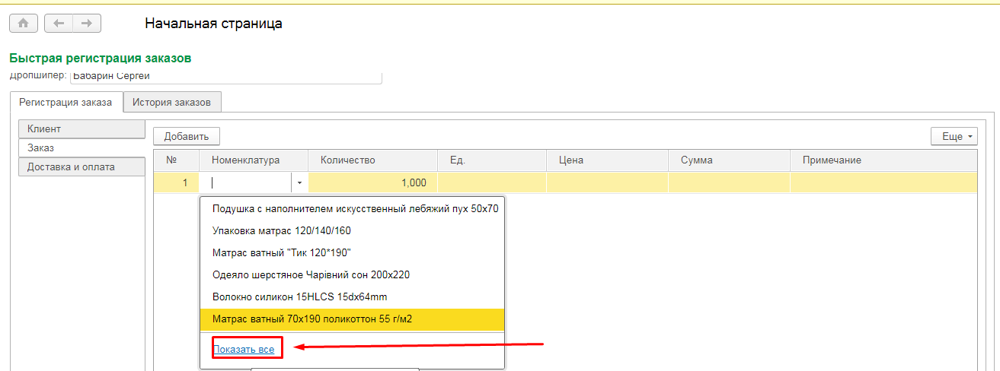 Начальная страница
Быстрая регистрация заказов
Дропшипер: Бабарин Сергей
Регистрация заказа История заказов
Клиент
Заказ
Доставка и оплата
Добавить Еще
№ Номенклатура Количество Ед. Цена Сумма Примечание
1 1,000
Подушка с наполнителем искусственный лебяжий пух 50х70
Упаковка матрас 120/140/160
Матрас ватный "Тик 120*190"
Одеяло шерстяное Чарівний сон 200х220
Волокно силикон 15HLCS 15dx64mm
Матрас ватный 70х190 поликоттон 55 г/м2
Показать все